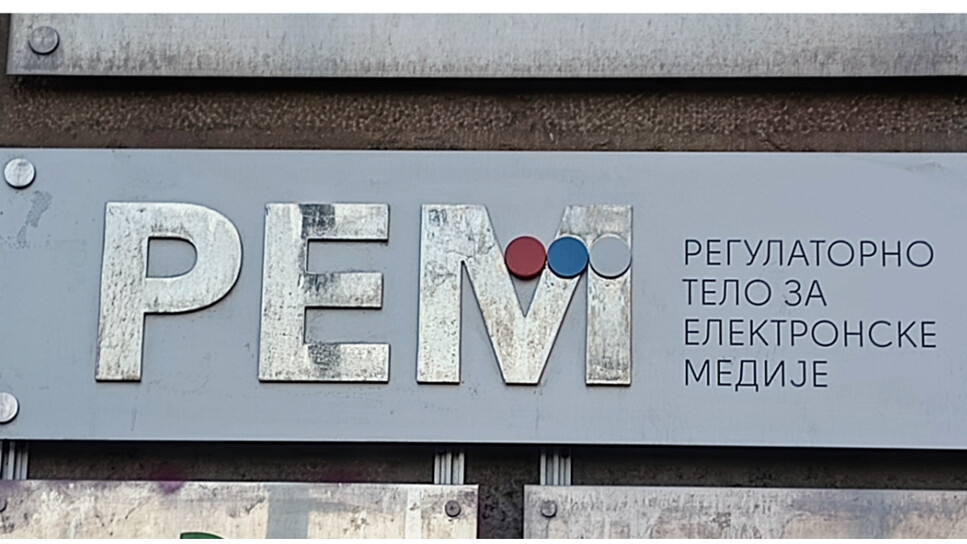 РЕМ
РЕГУЛАТОРНО
ТЕЛО ЗА
ЕЛЕКТРОНСКЕ
МЕДИЈЕ